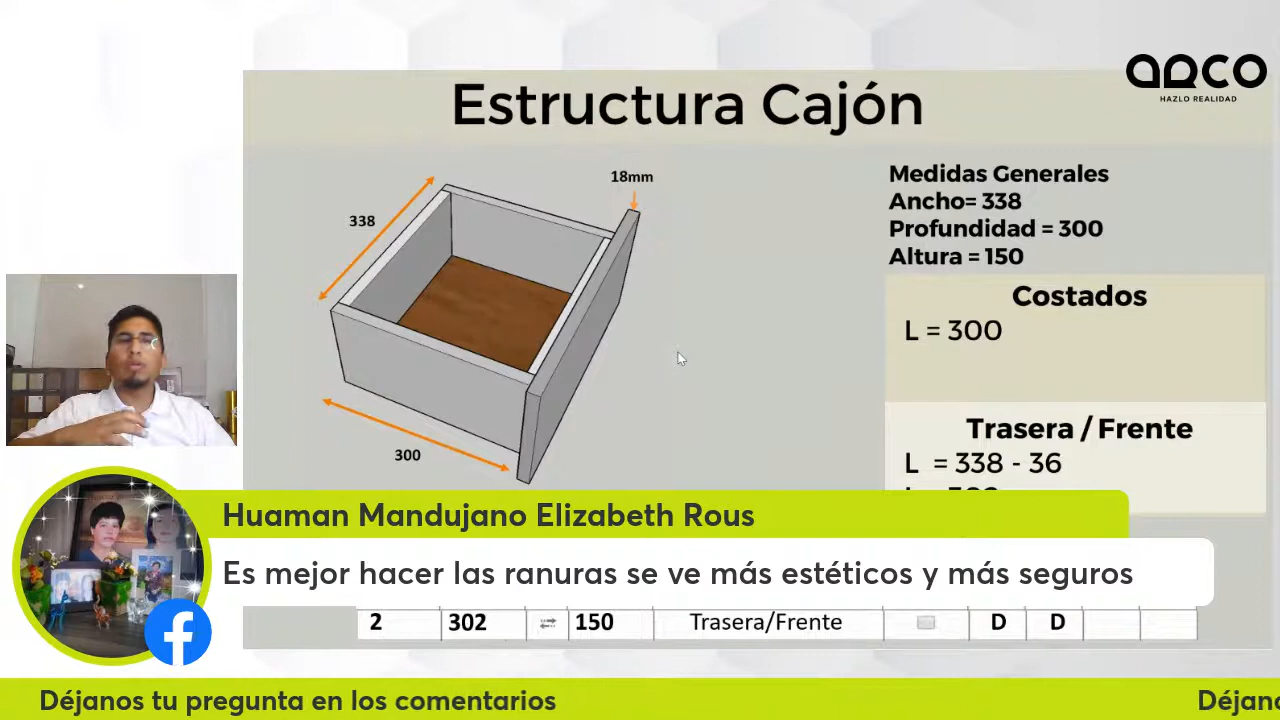 ARCO
HAZLO REALIDAD
Estructura Cajón
18mm
338
300
Medidas Generales
Ancho= 338
Profundidad = 300
Altura = 150
Costados
L = 300
Trasera / Frente
L = 338 - 36
Huaman Mandujano Elizabeth Rous
Es mejor hacer las ranuras se ve más estéticos y más seguros
2 302 150 Trasera/Frente D D
Déjanos tu pregunta en los comentarios
Déjano